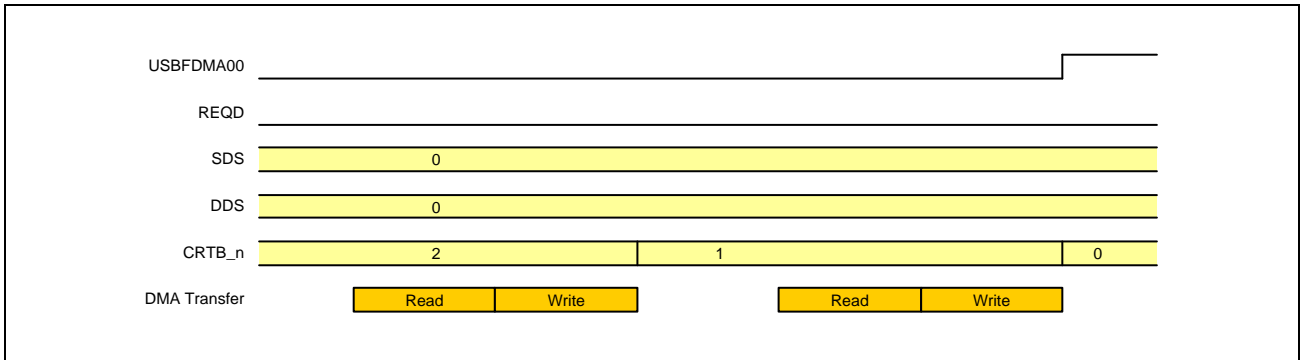 USBFDMA00
REQD
SDS 0
DDS 0
CRTB_n 2 1 0
DMA Transfer Read Write Read Write